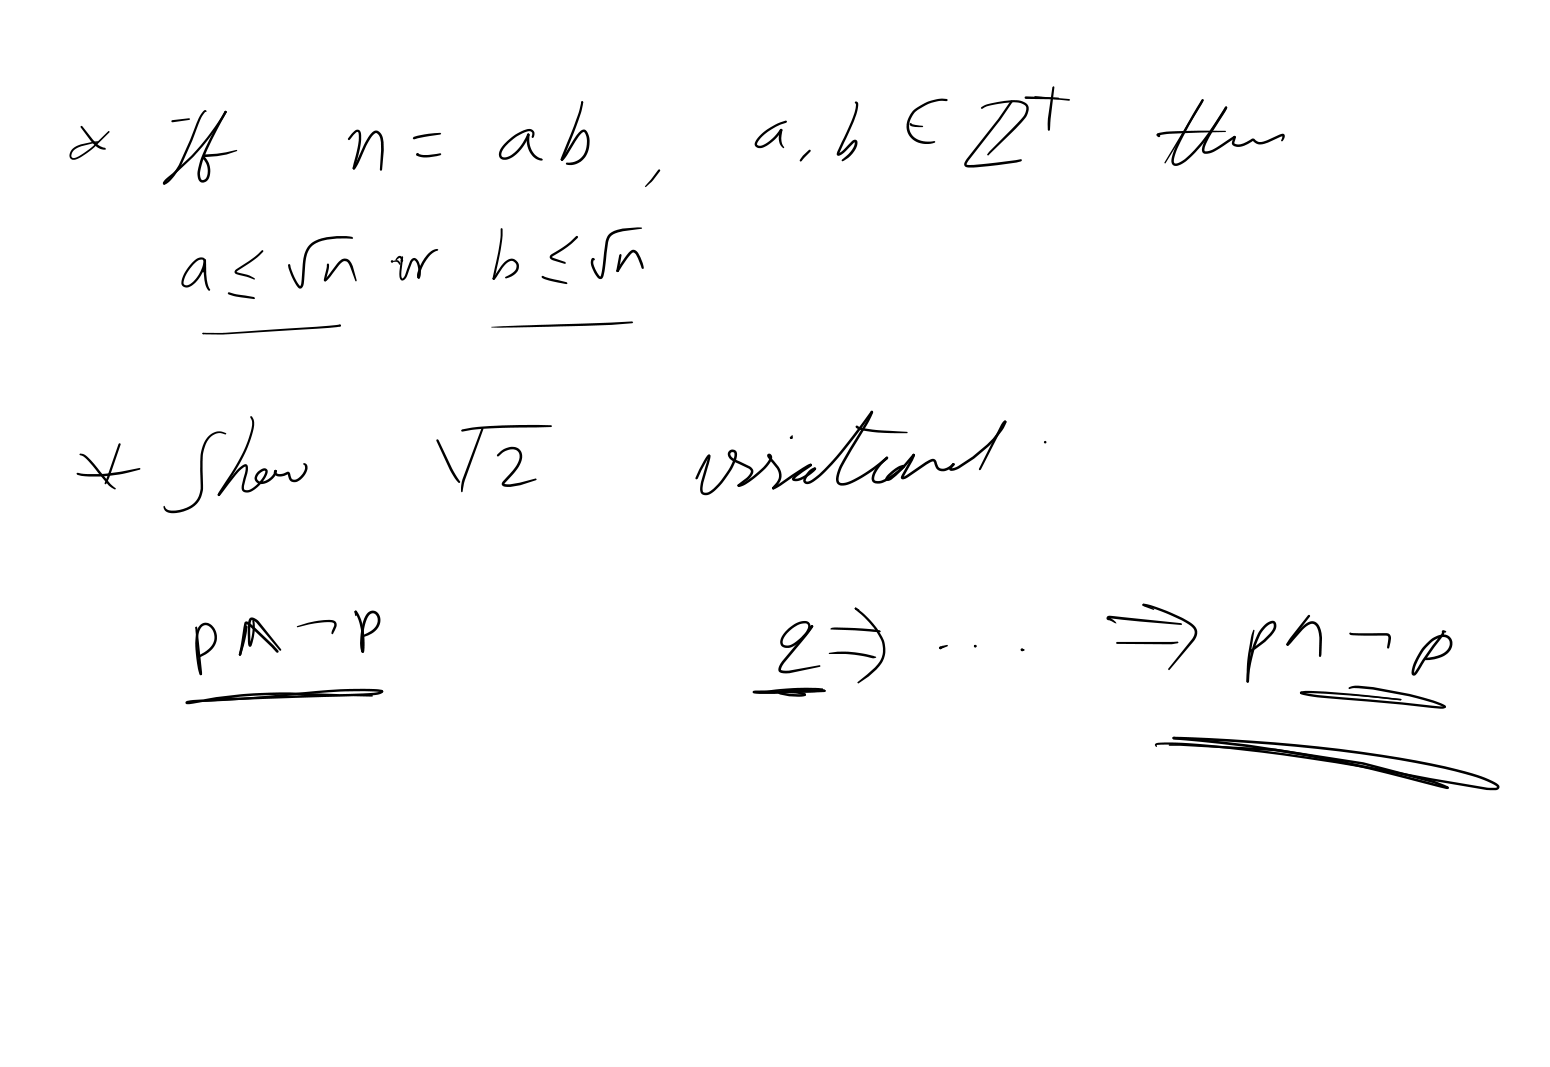 * If n = ab, a, b ∈ ℤ⁺ then
a ≤ √n or b ≤ √n
* Show √2 irrational.
p ∧ ¬p q ⇒ ... ⇒ p ∧ ¬p